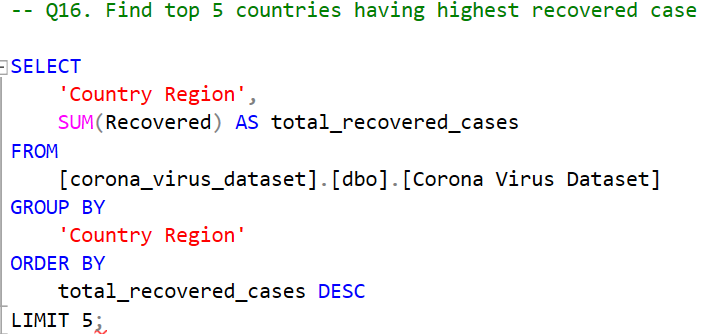 -- Q16. Find top 5 countries having highest recovered case
SELECT
'Country Region',
SUM(Recovered) AS total_recovered_cases
FROM
[corona_virus_dataset].[dbo].[Corona Virus Dataset]
GROUP BY
'Country Region'
ORDER BY
total_recovered_cases DESC
LIMIT 5;